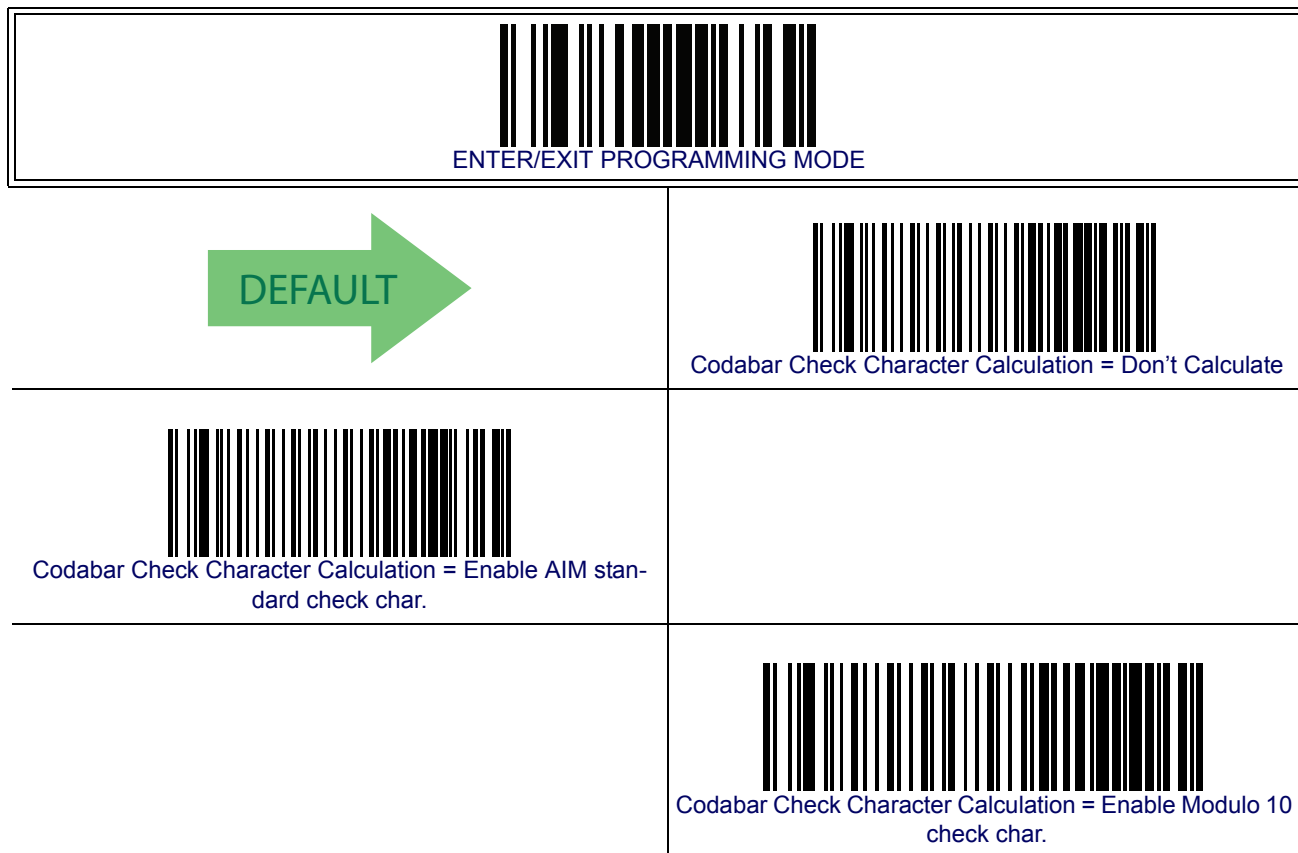 ENTER/EXIT PROGRAMMING MODE
DEFAULT
Codabar Check Character Calculation = Don’t Calculate
Codabar Check Character Calculation = Enable AIM stan-
dard check char.
Codabar Check Character Calculation = Enable Modulo 10
check char.